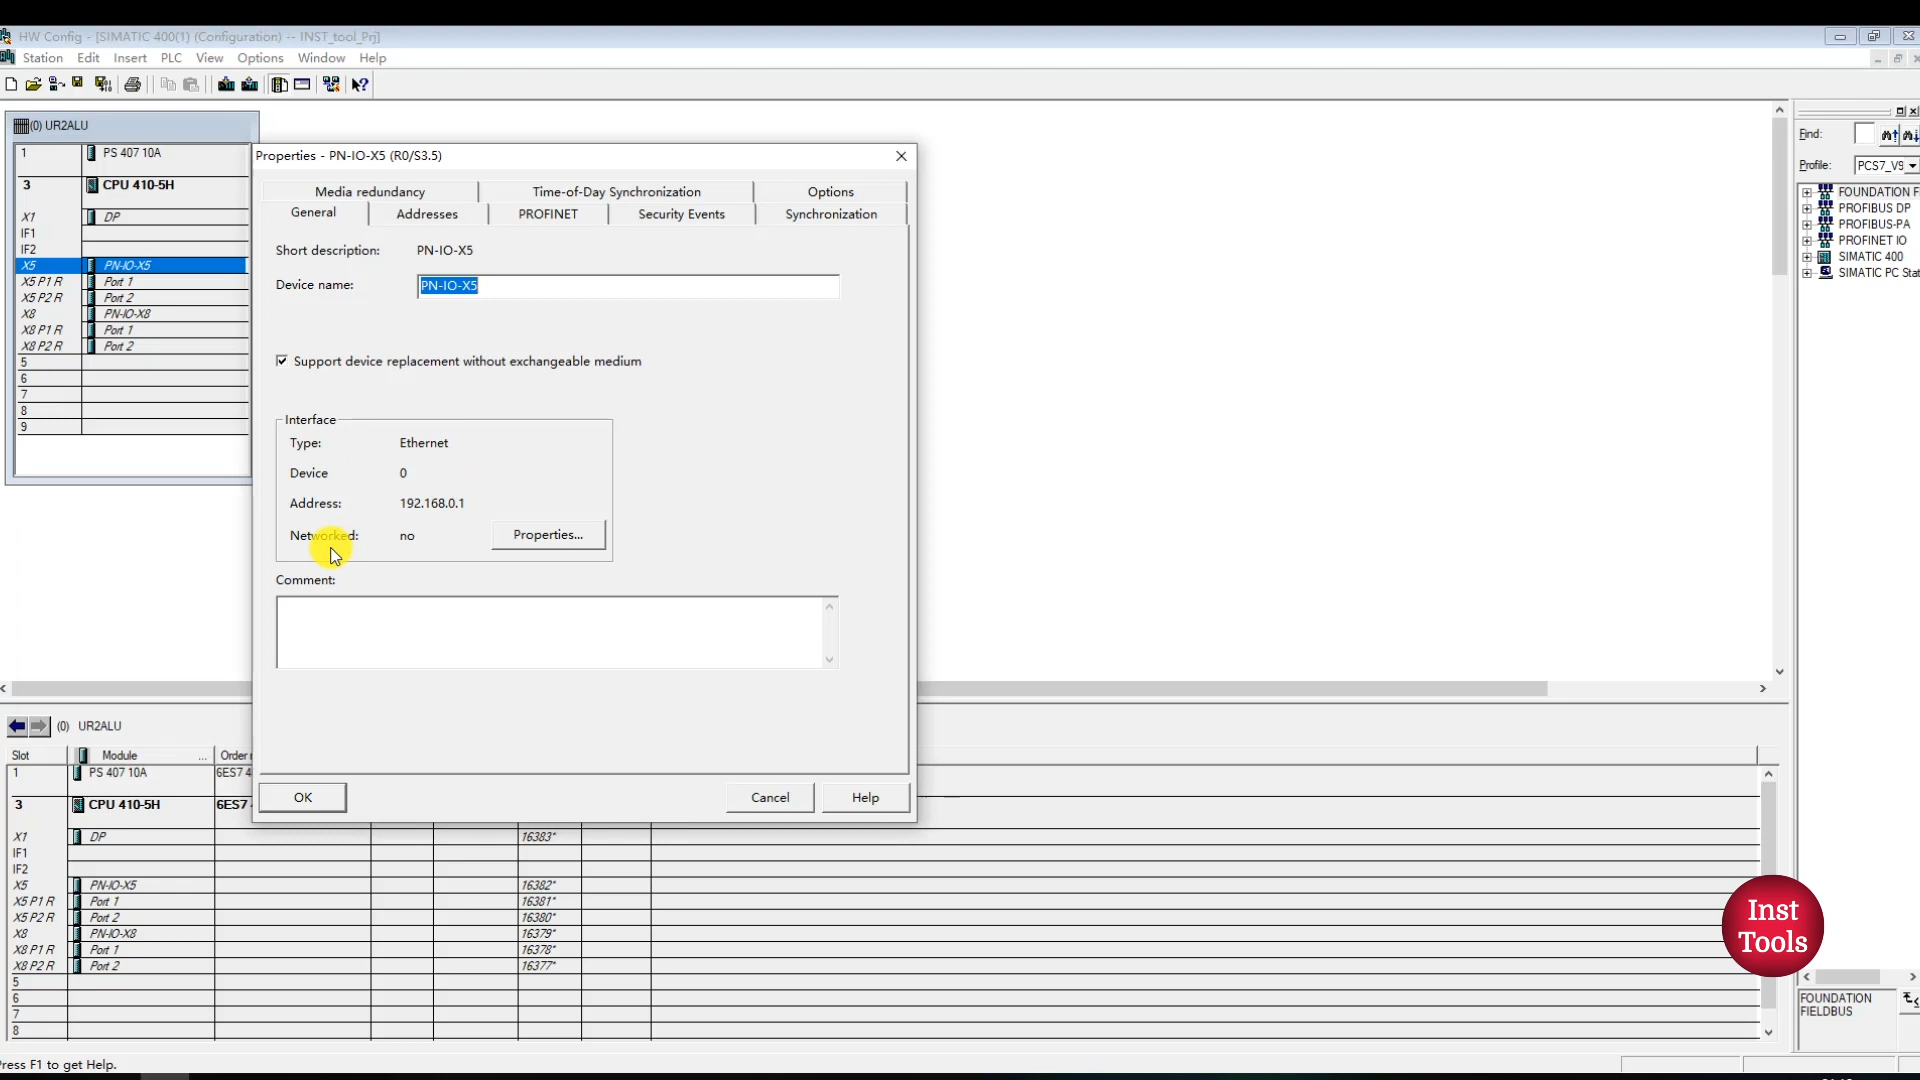 HW Config - [SIMATIC 400(1) (Configuration) -- INST_tool_Prj]
Station Edit Insert PLC View Options Window Help
(0) UR2ALU
1 PS 407 10A
3 CPU 410-5H
X1 DP
IF1
IF2
X5 PN-IO-X5
X5 P1 R Port 1
X5 P2 R Port 2
X8 PN-IO-X8
X8 P1 R Port 1
X8 P2 R Port 2
5
6
7
8
9
Properties - PN-IO-X5 (R0/S3.5)
Media redundancy Time-of-Day Synchronization Options
General Addresses PROFINET Security Events Synchronization
Short description: PN-IO-X5
Device name: PN-IO-X5
Support device replacement without exchangeable medium
Interface
Type: Ethernet
Device 0
Address: 192.168.0.1
Networked: no Properties...
Comment:
OK Cancel Help
Find:
Profile: PCS7_V9
FOUNDATION F
PROFIBUS DP
PROFIBUS-PA
PROFINET IO
SIMATIC 400
SIMATIC PC Stat
(0) UR2ALU
Slot Module ... Order
1 PS 407 10A 6ES7 4
3 CPU 410-5H 6ES7
X1 DP 16383*
IF1
IF2
X5 PN-IO-X5 16382*
X5 P1 R Port 1 16381*
X5 P2 R Port 2 16380*
X8 PN-IO-X8 16379*
X8 P1 R Port 1 16378*
X8 P2 R Port 2 16377*
5
6
7
8
Inst
Tools
FOUNDATION
FIELDBUS
Press F1 to get Help.